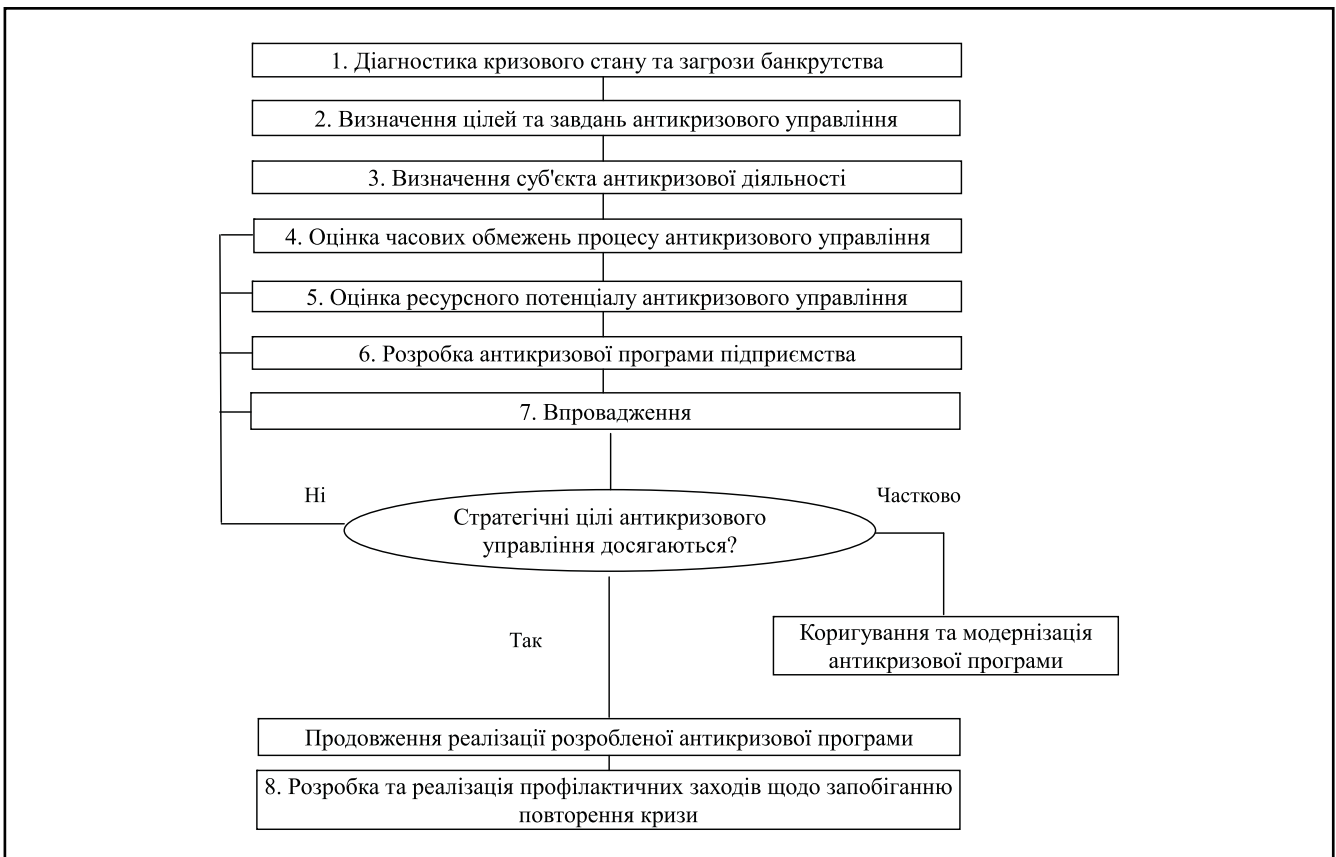 1. Діагностика кризового стану та загрози банкрутства
2. Визначення цілей та завдань антикризового управління
3. Визначення суб'єкта антикризової діяльності
4. Оцінка часових обмежень процесу антикризового управління
5. Оцінка ресурсного потенціалу антикризового управління
6. Розробка антикризової програми підприємства
7. Впровадження
Ні
Частково
Стратегічні цілі антикризового
управління досягаються?
Так
Коригування та модернізація
антикризової програми
Продовження реалізації розробленої антикризової програми
8. Розробка та реалізація профілактичних заходів щодо запобіганню
повторення кризи